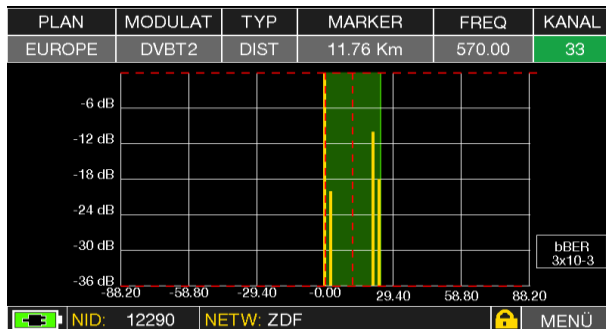 PLAN MODULAT TYP MARKER FREQ KANAL
EUROPE DVBT2 DIST 11.76 Km 570.00 33
-6 dB
-12 dB
-18 dB
-24 dB
-30 dB
bBER
3x10-3
-36 dB
-88.20 -58.80 -29.40 -0.00 29.40 58.80 88.20
NID: 12290 NETW: ZDF MENÜ